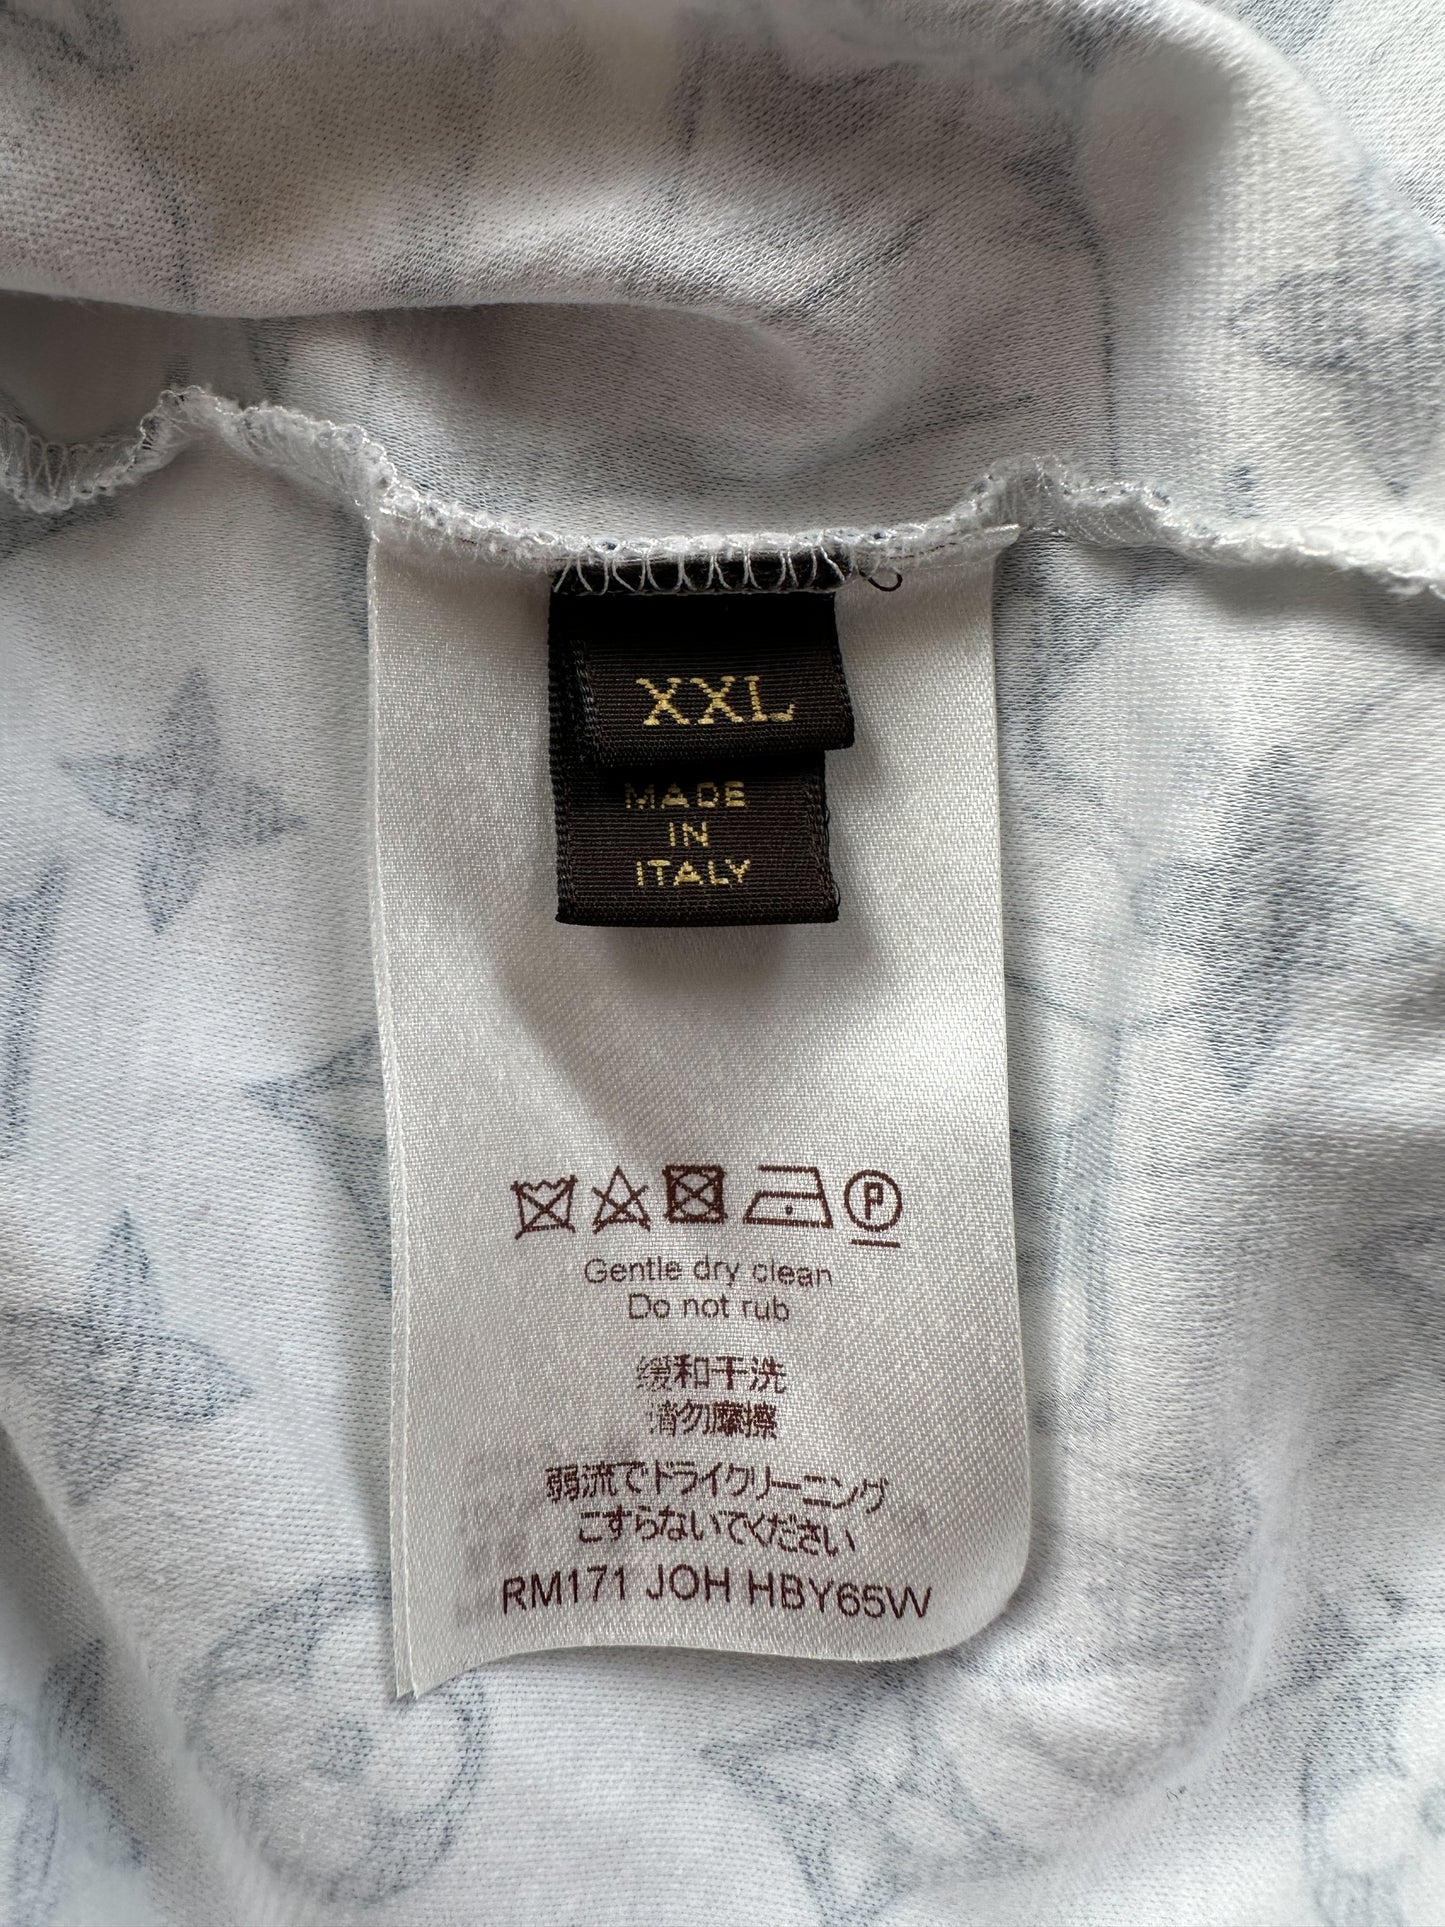 XXL
MADE
IN
ITALY
P
Gentle dry clean
Do not rub
缓和干洗
请勿摩擦
弱流でドライクリーニング
こすらないでください
RM171 JOH HBY65W